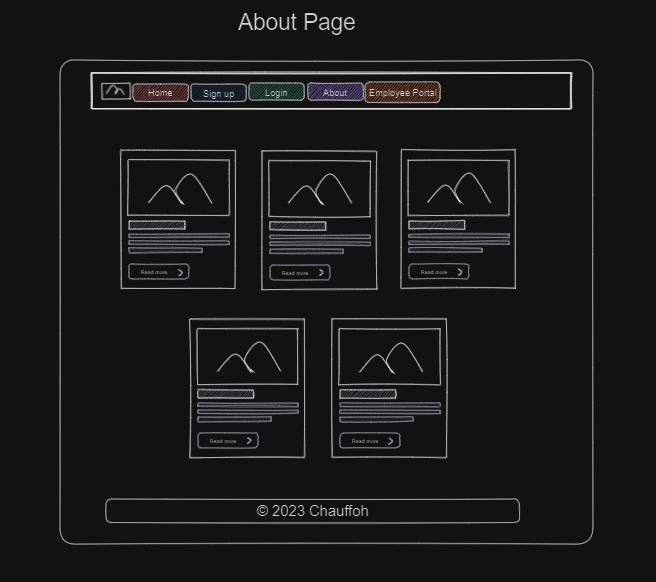 About Page
Home Sign up Login About Employee Portal
Read more Read more Read more
Read more Read more
© 2023 Chauffoh